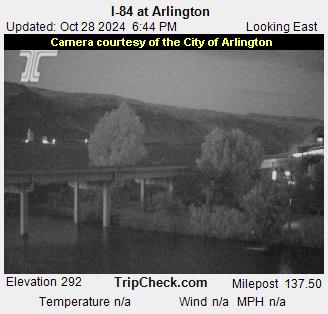 I-84 at Arlington
Updated: Oct 28 2024 6:44 PM Looking East
Camera courtesy of the City of Arlington
Elevation 292 TripCheck.com Milepost 137.50
Temperature n/a Wind n/a MPH n/a